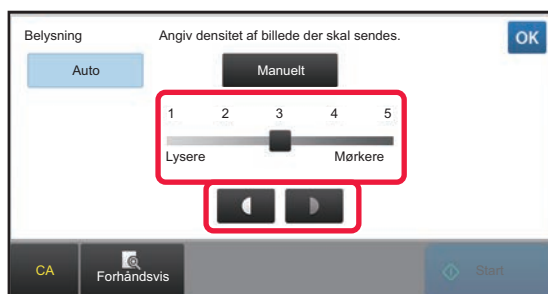 Belysning
Angiv densitet af billede der skal sendes.
OK
Auto
Manuelt
1 2 3 4 5
Lysere
Mørkere
CA
Forhåndsvis
Start